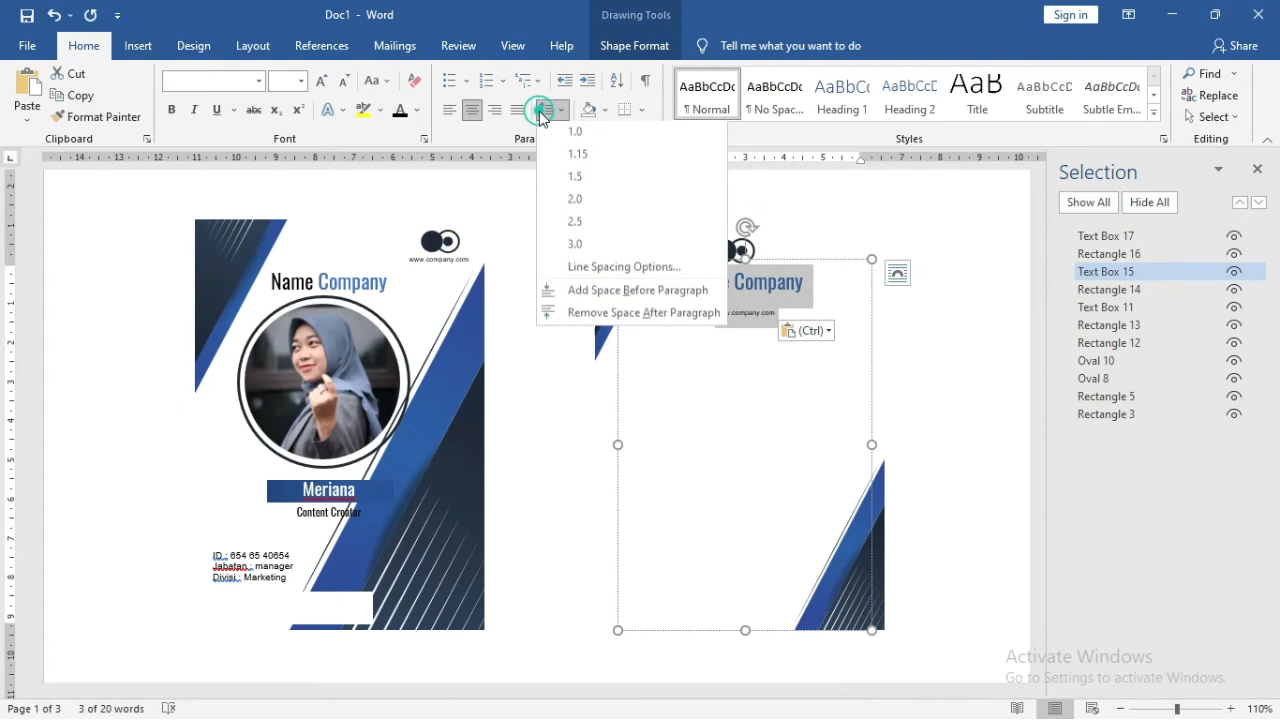 Doc1 - Word
Drawing Tools
Sign in
File
Home
Insert
Design
Layout
References
Mailings
Review
View
Help
Shape Format
Tell me what you want to do
Share
Paste
Cut
Copy
Format Painter
Clipboard
Aa
B I U abc x₂ x² A A
Font
Para
AaBbCcDc AaBbCcDc AaBbCc AaBbCcD AaB AaBbCcD AaBbCcDc
¶ Normal
¶ No Spac...
Heading 1
Heading 2
Title
Subtitle
Subtle Em...
Styles
Find
Replace
Select
Editing
1.0
1.15
1.5
2.0
2.5
3.0
Line Spacing Options...
Add Space Before Paragraph
Remove Space After Paragraph
www.company.com
Name Company
Meriana
Content Creator
ID : 654 65 40654
Jabatan : manager
Divisi : Marketing
Company
.company.com
(Ctrl)
Selection
Show All
Hide All
Text Box 17
Rectangle 16
Text Box 15
Rectangle 14
Text Box 11
Rectangle 13
Rectangle 12
Oval 10
Oval 8
Rectangle 5
Rectangle 3
Activate Windows
Go to Settings to activate Windows.
Page 1 of 3
3 of 20 words
110%